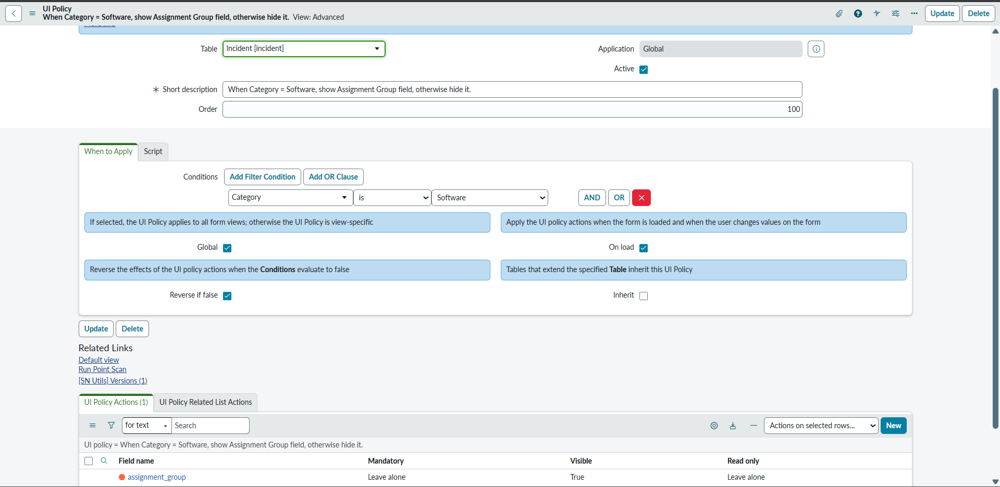 UI Policy
When Category = Software, show Assignment Group field, otherwise hide it. View: Advanced
Update
Delete
Table
Incident [incident]
Application
Global
Active
Short description
When Category = Software, show Assignment Group field, otherwise hide it.
Order
100
When to Apply
Script
Conditions
Add Filter Condition
Add OR Clause
Category
is
Software
AND
OR
If selected, the UI Policy applies to all form views; otherwise the UI Policy is view-specific
Apply the UI policy actions when the form is loaded and when the user changes values on the form
Global
On load
Reverse the effects of the UI policy actions when the Conditions evaluate to false
Tables that extend the specified Table inherit this UI Policy
Reverse if false
Inherit
Update
Delete
Related Links
Default view
Run Point Scan
[SN Utils] Versions (1)
UI Policy Actions (1)
UI Policy Related List Actions
for text
Search
Actions on selected rows...
New
UI policy = When Category = Software, show Assignment Group field, otherwise hide it.
Field name
Mandatory
Visible
Read only
assignment_group
Leave alone
True
Leave alone